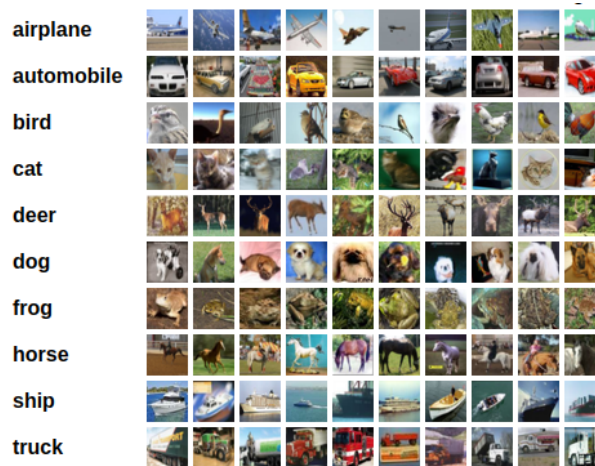 airplane
automobile
bird
cat
deer
dog
frog
horse
ship
truck